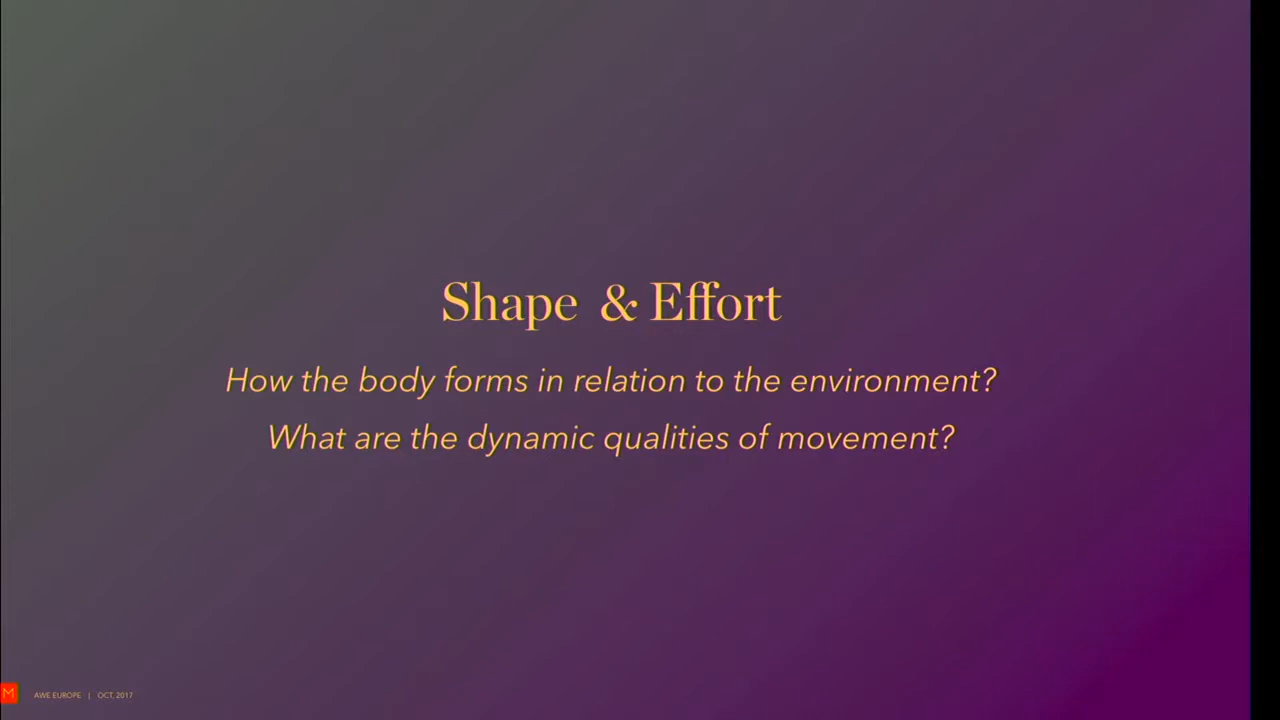 Shape & Effort
How the body forms in relation to the environment?
What are the dynamic qualities of movement?
M AWE EUROPE | OCT, 2017